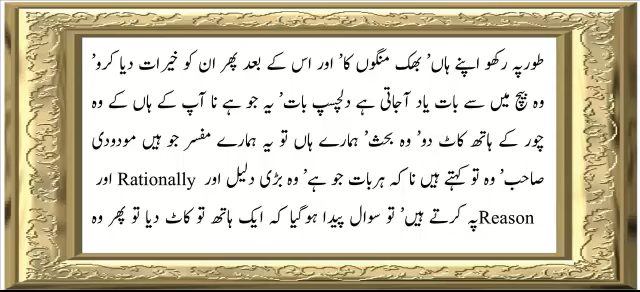 طورپہ رکھو اپنے ہاں’ بھک منگوں کا’ اور اس کے بعد پھر ان کو خیرات دیا کرو’
وہ بیچ میں سے بات یاد آجاتی ہے دلچسپ بات’ یہ جو ہے نا آپ کے ہاں کے وہ
چور کے ہاتھ کاٹ دو’ وہ بحث’ ہمارے ہاں تو یہ ہمارے مفسر جو ہیں مودودی
صاحب’ وہ تو کہتے ہیں نا کہ ہربات جو ہے’ وہ بڑی دلیل اور Rationally اور
Reason پہ کرتے ہیں’ تو سوال پیدا ہوگیا کہ ایک ہاتھ تو کاٹ دیا تو پھر وہ